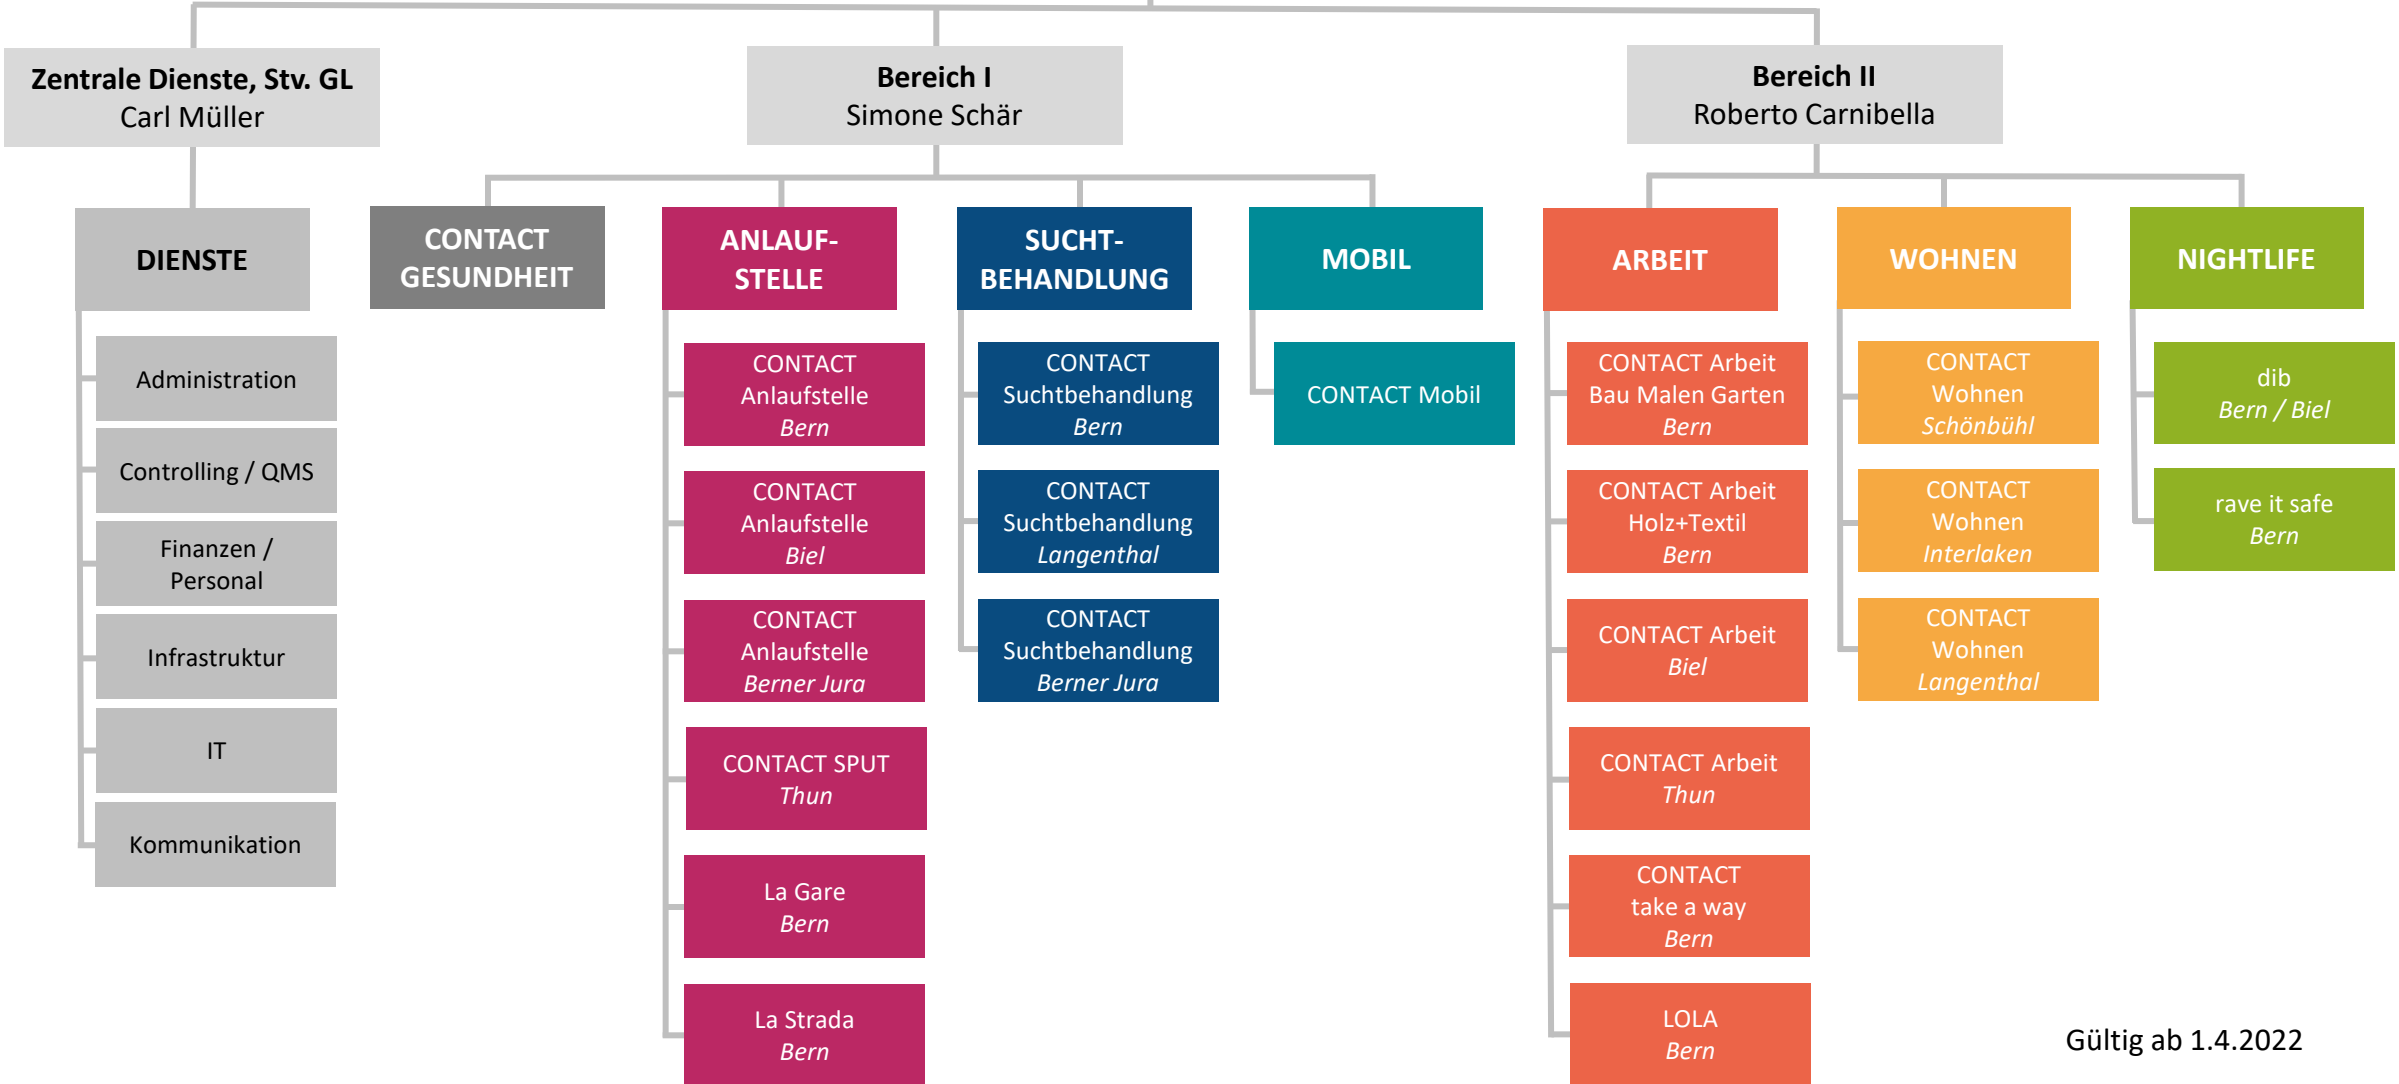 Zentrale Dienste, Stv. GL
Carl Müller
Bereich I
Simone Schär
Bereich II
Roberto Carnibella
DIENSTE
Administration
Controlling / QMS
Finanzen /
Personal
Infrastruktur
IT
Kommunikation
CONTACT
GESUNDHEIT
ANLAUF-
STELLE
CONTACT
Anlaufstelle
Bern
CONTACT
Anlaufstelle
Biel
CONTACT
Anlaufstelle
Berner Jura
CONTACT SPUT
Thun
La Gare
Bern
La Strada
Bern
SUCHT-
BEHANDLUNG
CONTACT
Suchtbehandlung
Bern
CONTACT
Suchtbehandlung
Langenthal
CONTACT
Suchtbehandlung
Berner Jura
MOBIL
CONTACT Mobil
ARBEIT
CONTACT Arbeit
Bau Malen Garten
Bern
CONTACT Arbeit
Holz+Textil
Bern
CONTACT Arbeit
Biel
CONTACT Arbeit
Thun
CONTACT
take a way
Bern
LOLA
Bern
WOHNEN
CONTACT
Wohnen
Schönbühl
CONTACT
Wohnen
Interlaken
CONTACT
Wohnen
Langenthal
NIGHTLIFE
dib
Bern / Biel
rave it safe
Bern
Gültig ab 1.4.2022